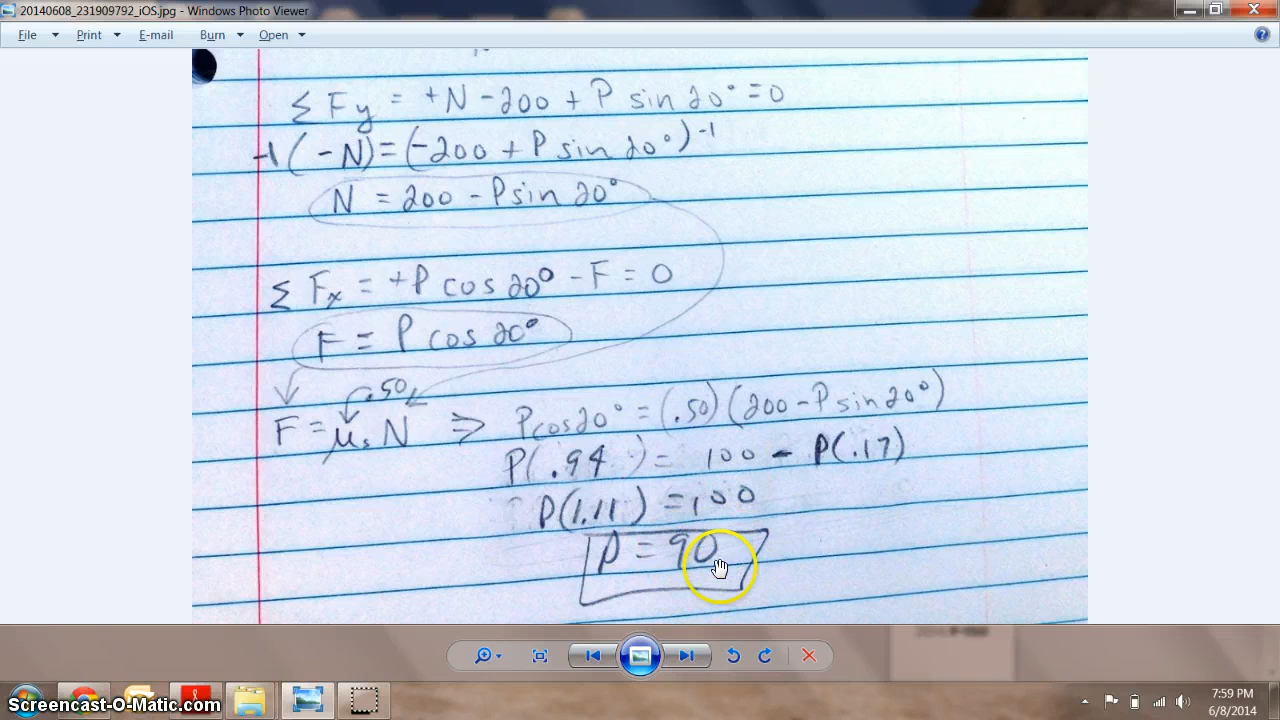 20140608_231909792_iOS.jpg - Windows Photo Viewer
File Print E-mail Burn Open
Σ Fy = +N - 200 + P sin 20° = 0
-1 (-N) = (-200 + P sin 20°) -1
N = 200 - P sin 20°
Σ Fx = +P cos 20° - F = 0
F = P cos 20°
.50
F = μs N ⇒ P cos 20° = (.50) (200 - P sin 20°)
P(.94 ) = 100 - P(.17)
P(1.11) = 100
P = 90
7:59 PM
Screencast-O-Matic.com 6/8/2014